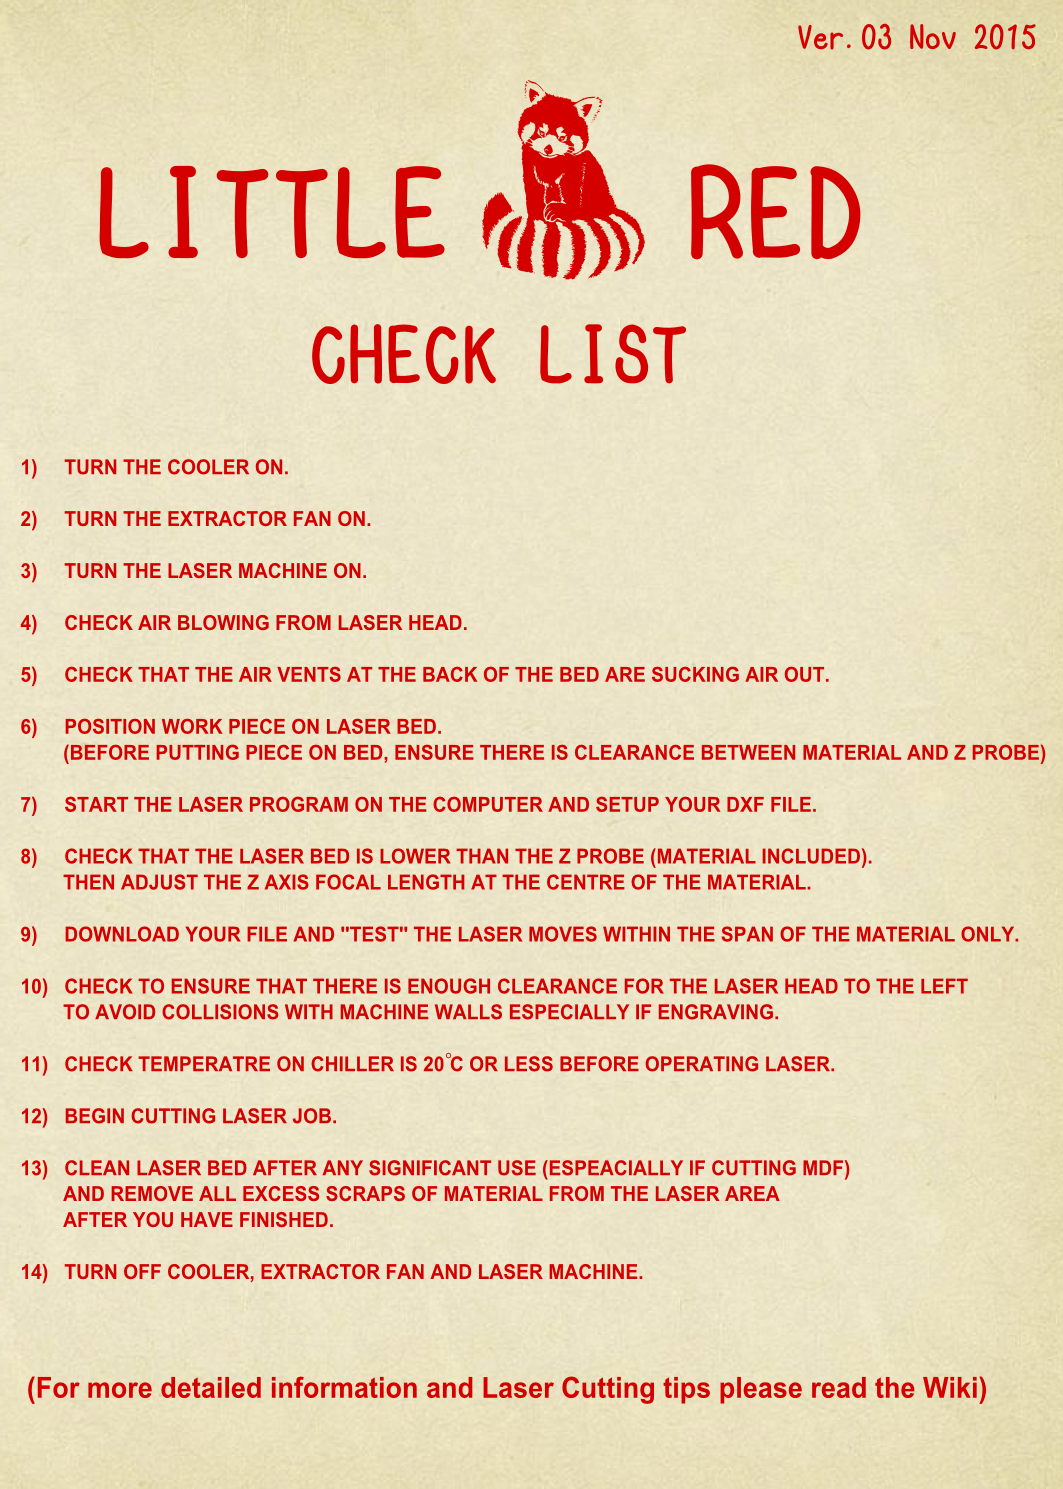 Ver. 03 Nov 2015
LITTLE RED
CHECK LIST
1) TURN THE COOLER ON.
2) TURN THE EXTRACTOR FAN ON.
3) TURN THE LASER MACHINE ON.
4) CHECK AIR BLOWING FROM LASER HEAD.
5) CHECK THAT THE AIR VENTS AT THE BACK OF THE BED ARE SUCKING AIR OUT.
6) POSITION WORK PIECE ON LASER BED.
(BEFORE PUTTING PIECE ON BED, ENSURE THERE IS CLEARANCE BETWEEN MATERIAL AND Z PROBE)
7) START THE LASER PROGRAM ON THE COMPUTER AND SETUP YOUR DXF FILE.
8) CHECK THAT THE LASER BED IS LOWER THAN THE Z PROBE (MATERIAL INCLUDED).
THEN ADJUST THE Z AXIS FOCAL LENGTH AT THE CENTRE OF THE MATERIAL.
9) DOWNLOAD YOUR FILE AND "TEST" THE LASER MOVES WITHIN THE SPAN OF THE MATERIAL ONLY.
10) CHECK TO ENSURE THAT THERE IS ENOUGH CLEARANCE FOR THE LASER HEAD TO THE LEFT
TO AVOID COLLISIONS WITH MACHINE WALLS ESPECIALLY IF ENGRAVING.
11) CHECK TEMPERATRE ON CHILLER IS 20°C OR LESS BEFORE OPERATING LASER.
12) BEGIN CUTTING LASER JOB.
13) CLEAN LASER BED AFTER ANY SIGNIFICANT USE (ESPEACIALLY IF CUTTING MDF)
AND REMOVE ALL EXCESS SCRAPS OF MATERIAL FROM THE LASER AREA
AFTER YOU HAVE FINISHED.
14) TURN OFF COOLER, EXTRACTOR FAN AND LASER MACHINE.
(For more detailed information and Laser Cutting tips please read the Wiki)